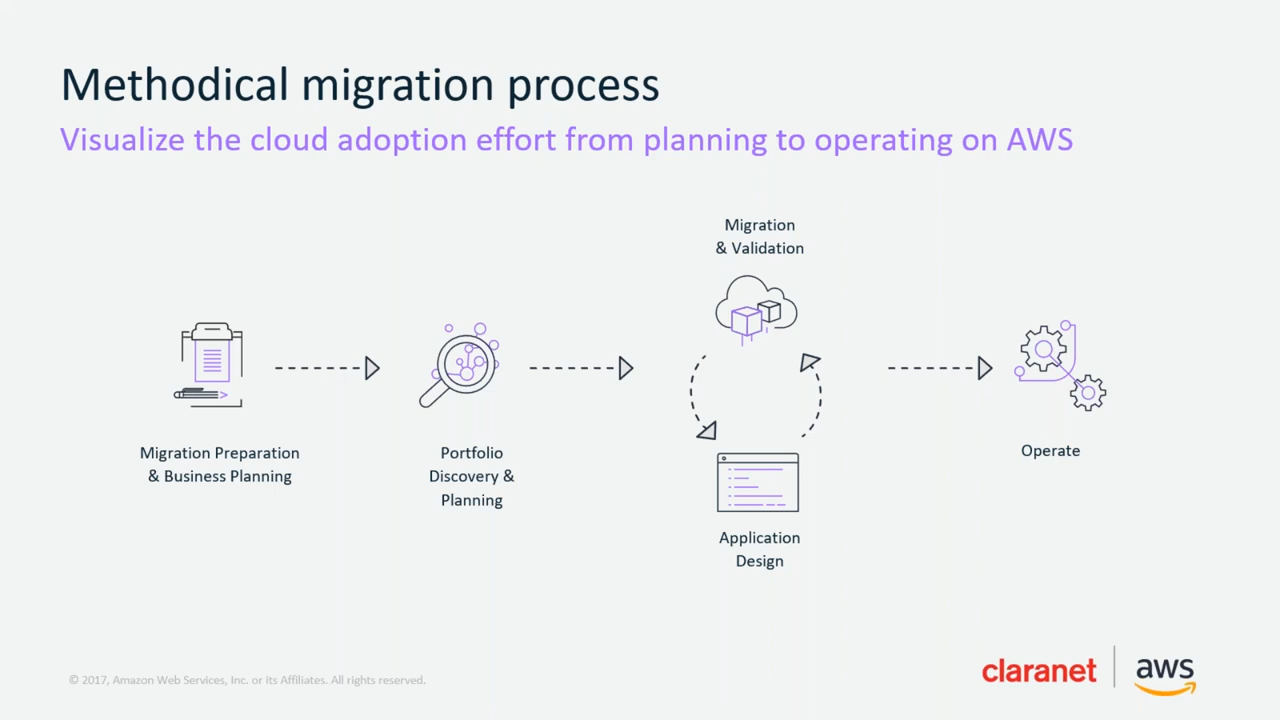 Methodical migration process
Visualize the cloud adoption effort from planning to operating on AWS
Migration
& Validation
Migration Preparation
& Business Planning
Portfolio
Discovery &
Planning
Application
Design
Operate
© 2017, Amazon Web Services, Inc. or its Affiliates. All rights reserved.
claranet
aws